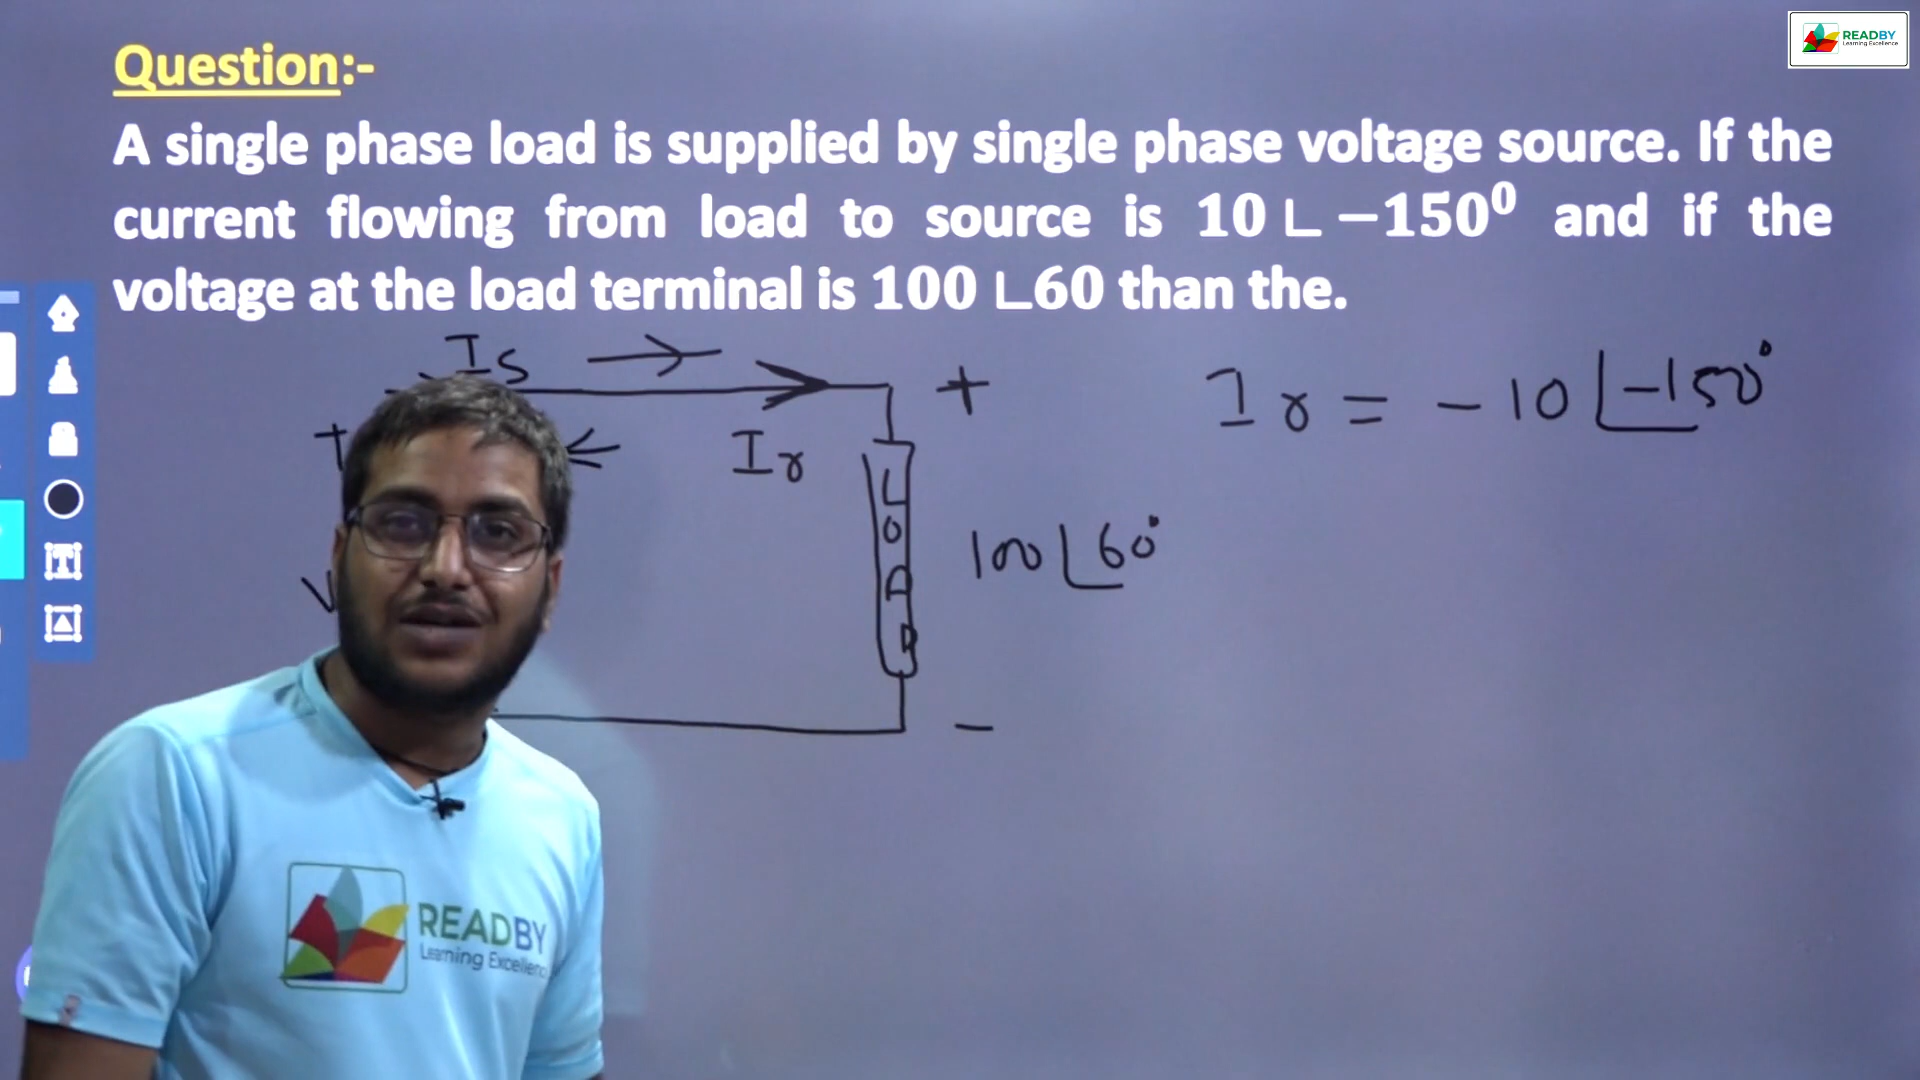 READBY
Learning Excellence
Question:-
A single phase load is supplied by single phase voltage source. If the
current flowing from load to source is 10 ∟ −150⁰ and if the
voltage at the load terminal is 100 ∟60 than the.
Is
+
Ir = - 10 ∟-150°
+
Ir
LOAD
100 ∟60°
V
-
T
READBY
Learning Excellenc